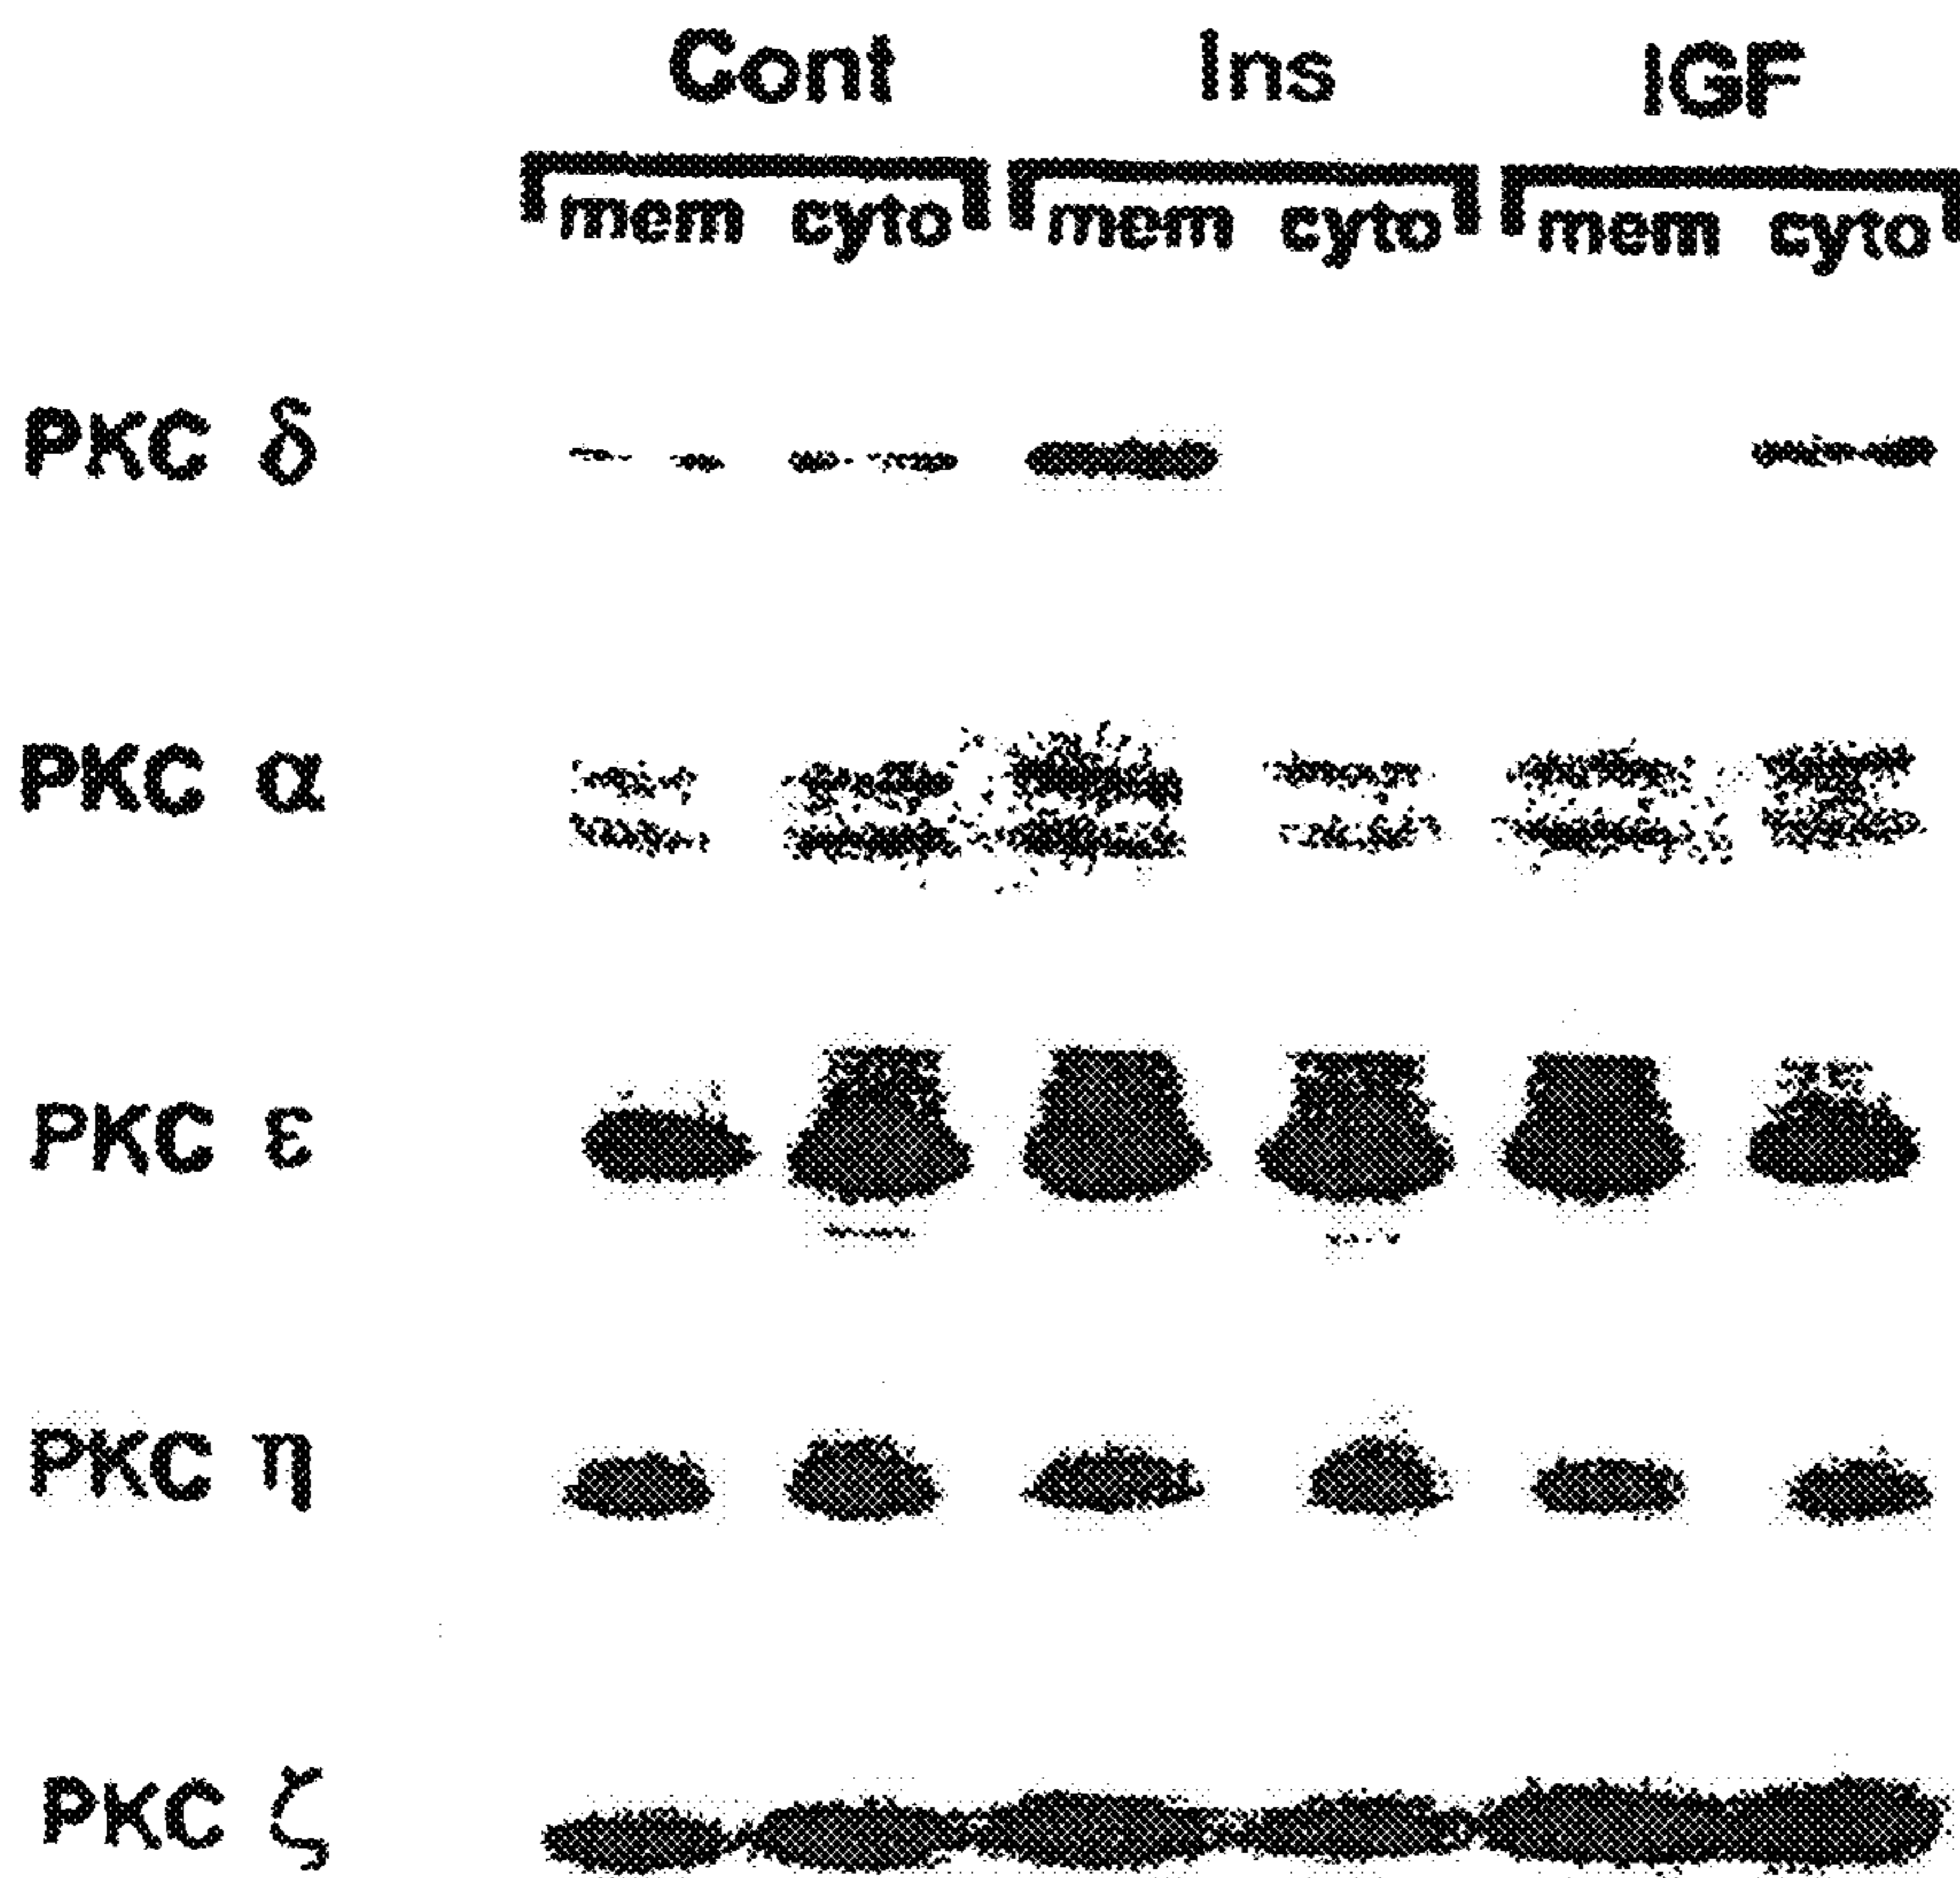 Cont Ins IGF
mem cyto mem cyto mem cyto
PKC δ
PKC α
PKC ε
PKC η
PKC ζ